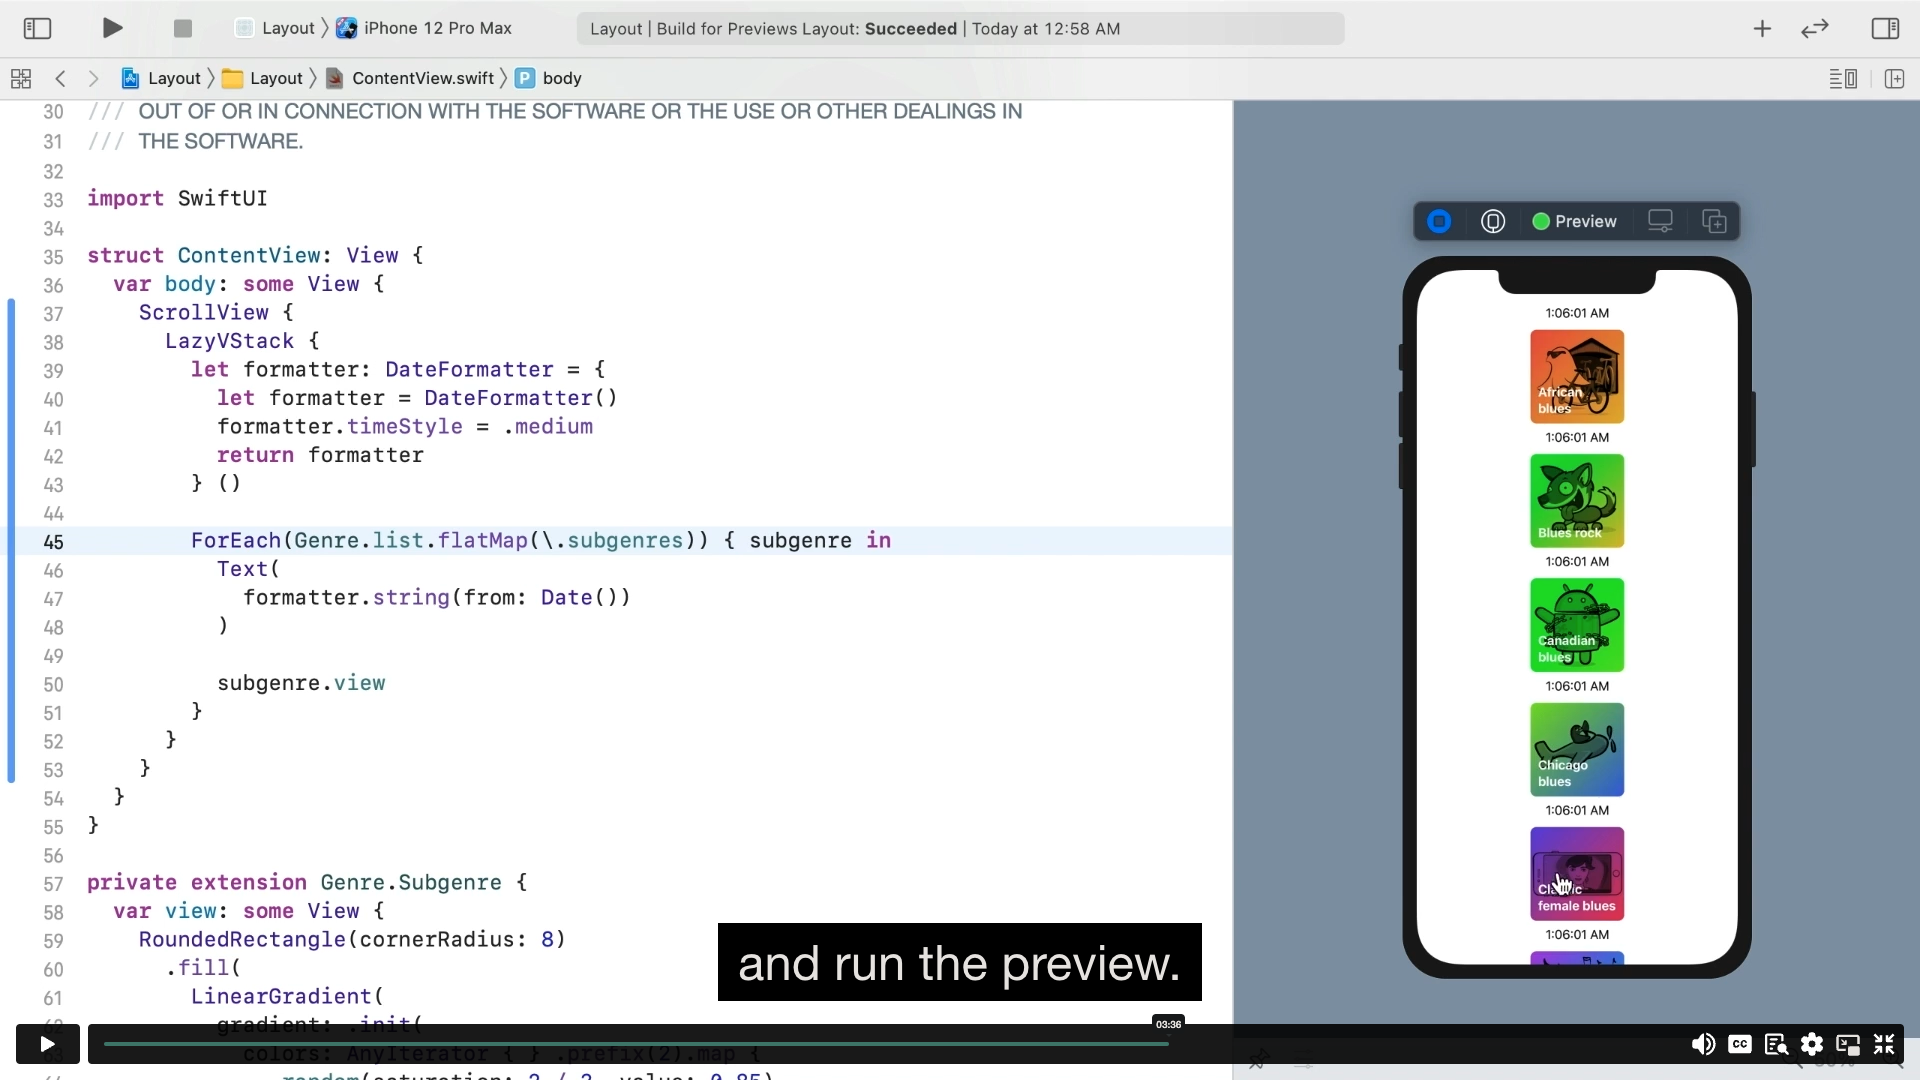 Layout 〉 iPhone 12 Pro Max
Layout | Build for Previews Layout: Succeeded | Today at 12:58 AM
Layout 〉 Layout 〉 ContentView.swift 〉 P body
30 /// OUT OF OR IN CONNECTION WITH THE SOFTWARE OR THE USE OR OTHER DEALINGS IN
31 /// THE SOFTWARE.
32
33 import SwiftUI
34
35 struct ContentView: View {
36 var body: some View {
37 ScrollView {
38 LazyVStack {
39 let formatter: DateFormatter = {
40 let formatter = DateFormatter()
41 formatter.timeStyle = .medium
42 return formatter
43 } ()
44
45 ForEach(Genre.list.flatMap(\.subgenres)) { subgenre in
46 Text(
47 formatter.string(from: Date())
48 )
49
50 subgenre.view
51 }
52 }
53 }
54 }
55 }
56
57 private extension Genre.Subgenre {
58 var view: some View {
59 RoundedRectangle(cornerRadius: 8)
60 .fill(
61 LinearGradient(
62 gradient: .init(
63 colors: AnyIterator { } .prefix(2).map {
Preview
1:06:01 AM
African
blues
1:06:01 AM
Blues rock
1:06:01 AM
Canadian
blues
1:06:01 AM
Chicago
blues
1:06:01 AM
Classic
female blues
1:06:01 AM
and run the preview.
03:36
CC